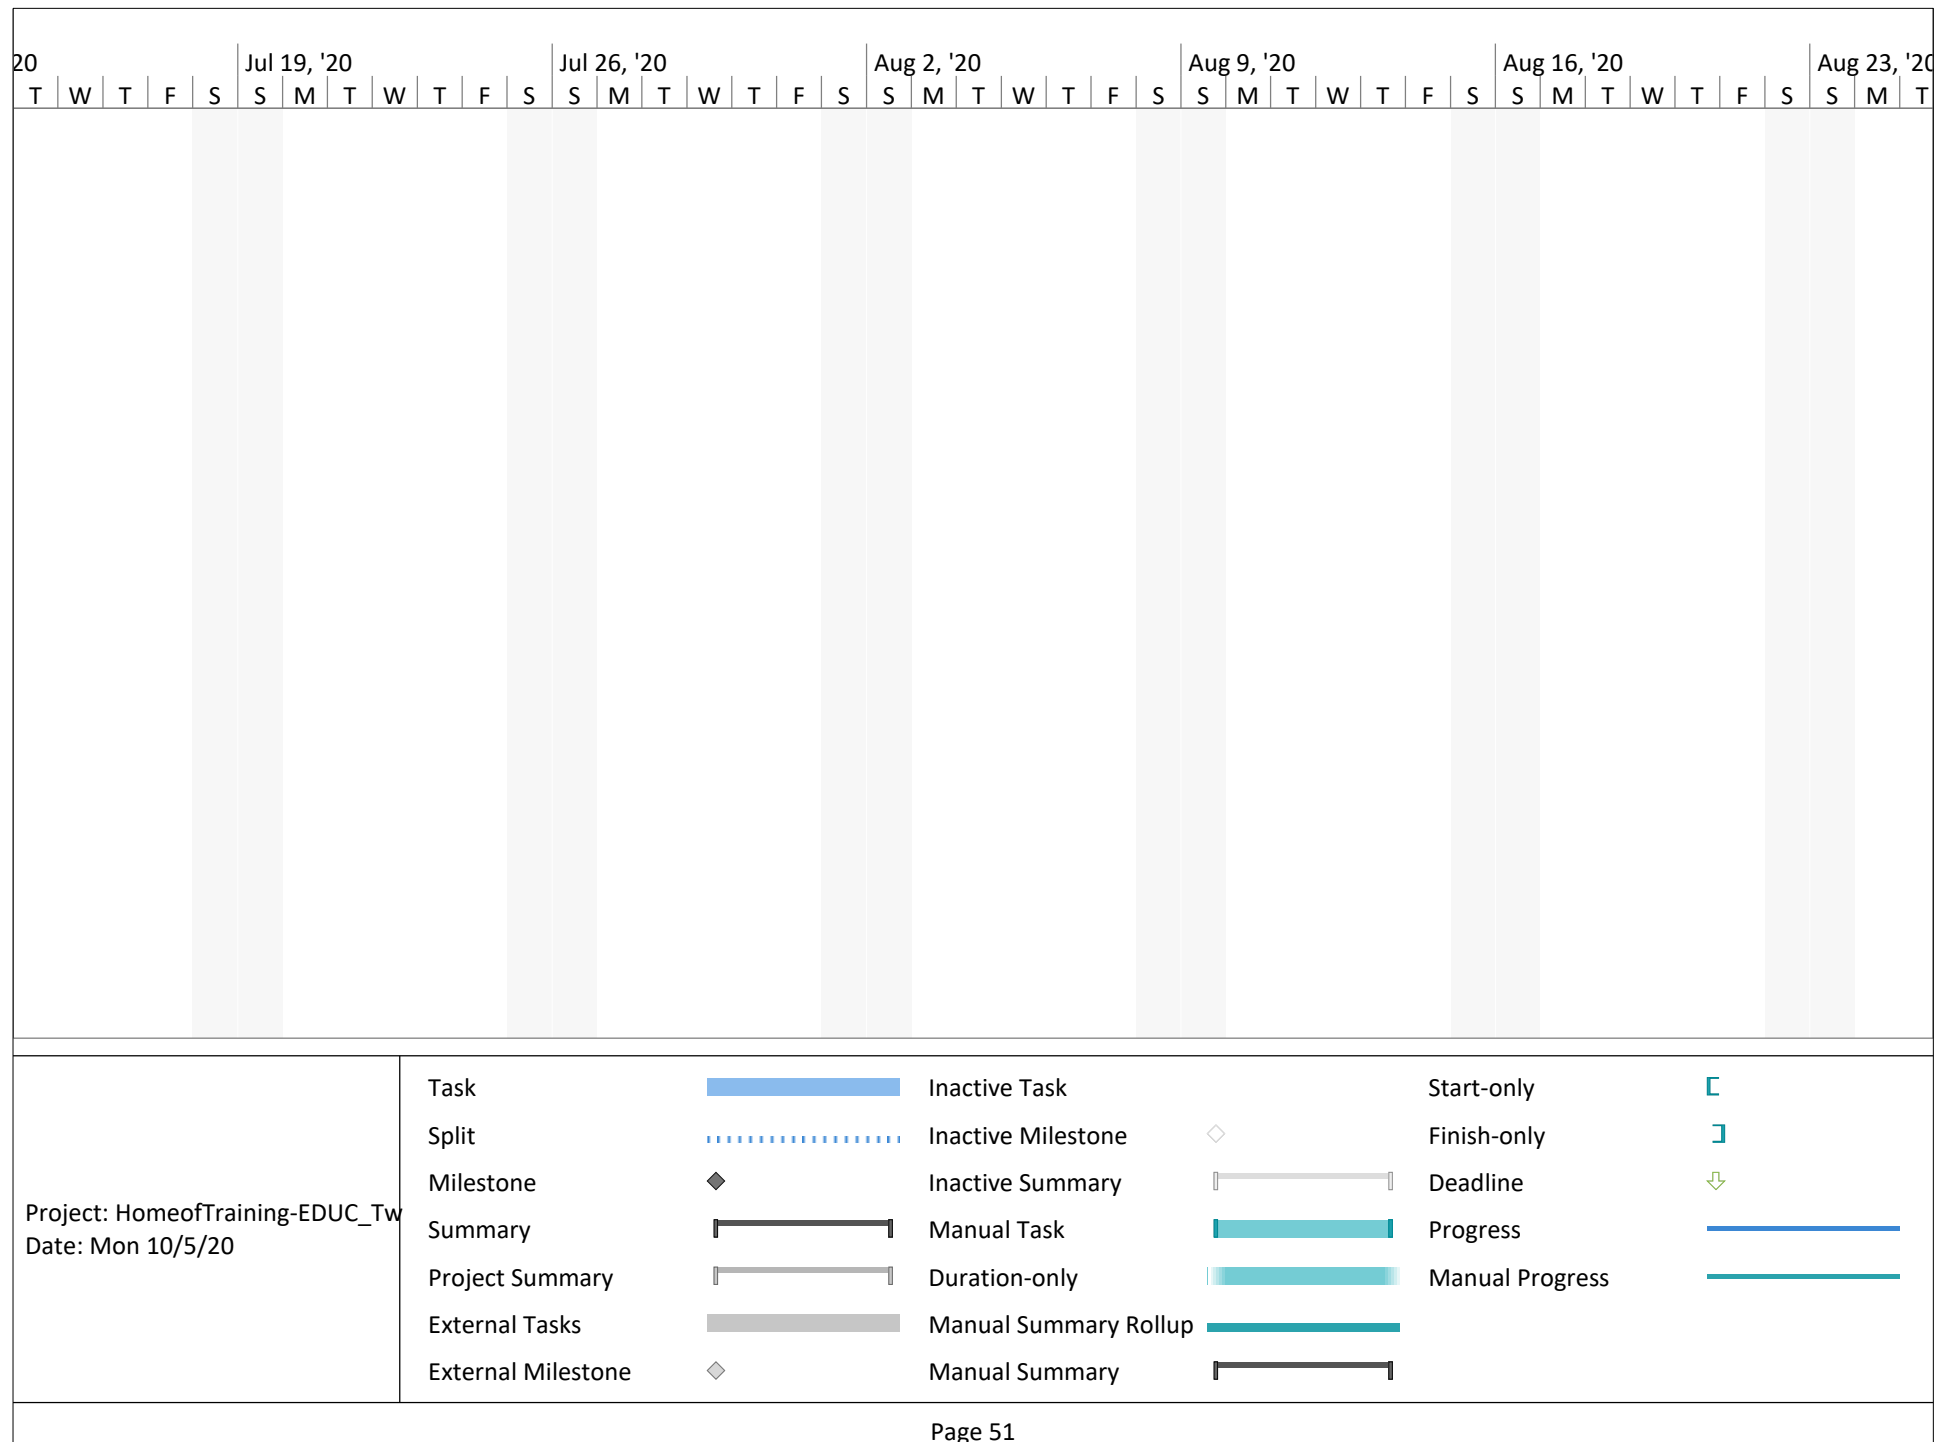 20 Jul 19, '20 Jul 26, '20 Aug 2, '20 Aug 9, '20 Aug 16, '20 Aug 23, '20
T W T F S S M T W T F S S M T W T F S S M T W T F S S M T W T F S S M T W T F S S M T
Task Inactive Task Start-only
Split Inactive Milestone Finish-only
Milestone Inactive Summary Deadline
Project: HomeofTraining-EDUC_Tw
Date: Mon 10/5/20
Summary Manual Task Progress
Project Summary Duration-only Manual Progress
External Tasks Manual Summary Rollup
External Milestone Manual Summary
Page 51